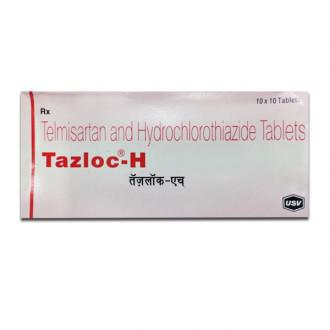 Rx
10 x 10 Tablets
Telmisartan and Hydrochlorothiazide Tablets
Tazloc®-H
तॅज़लॉक-एच्
USV